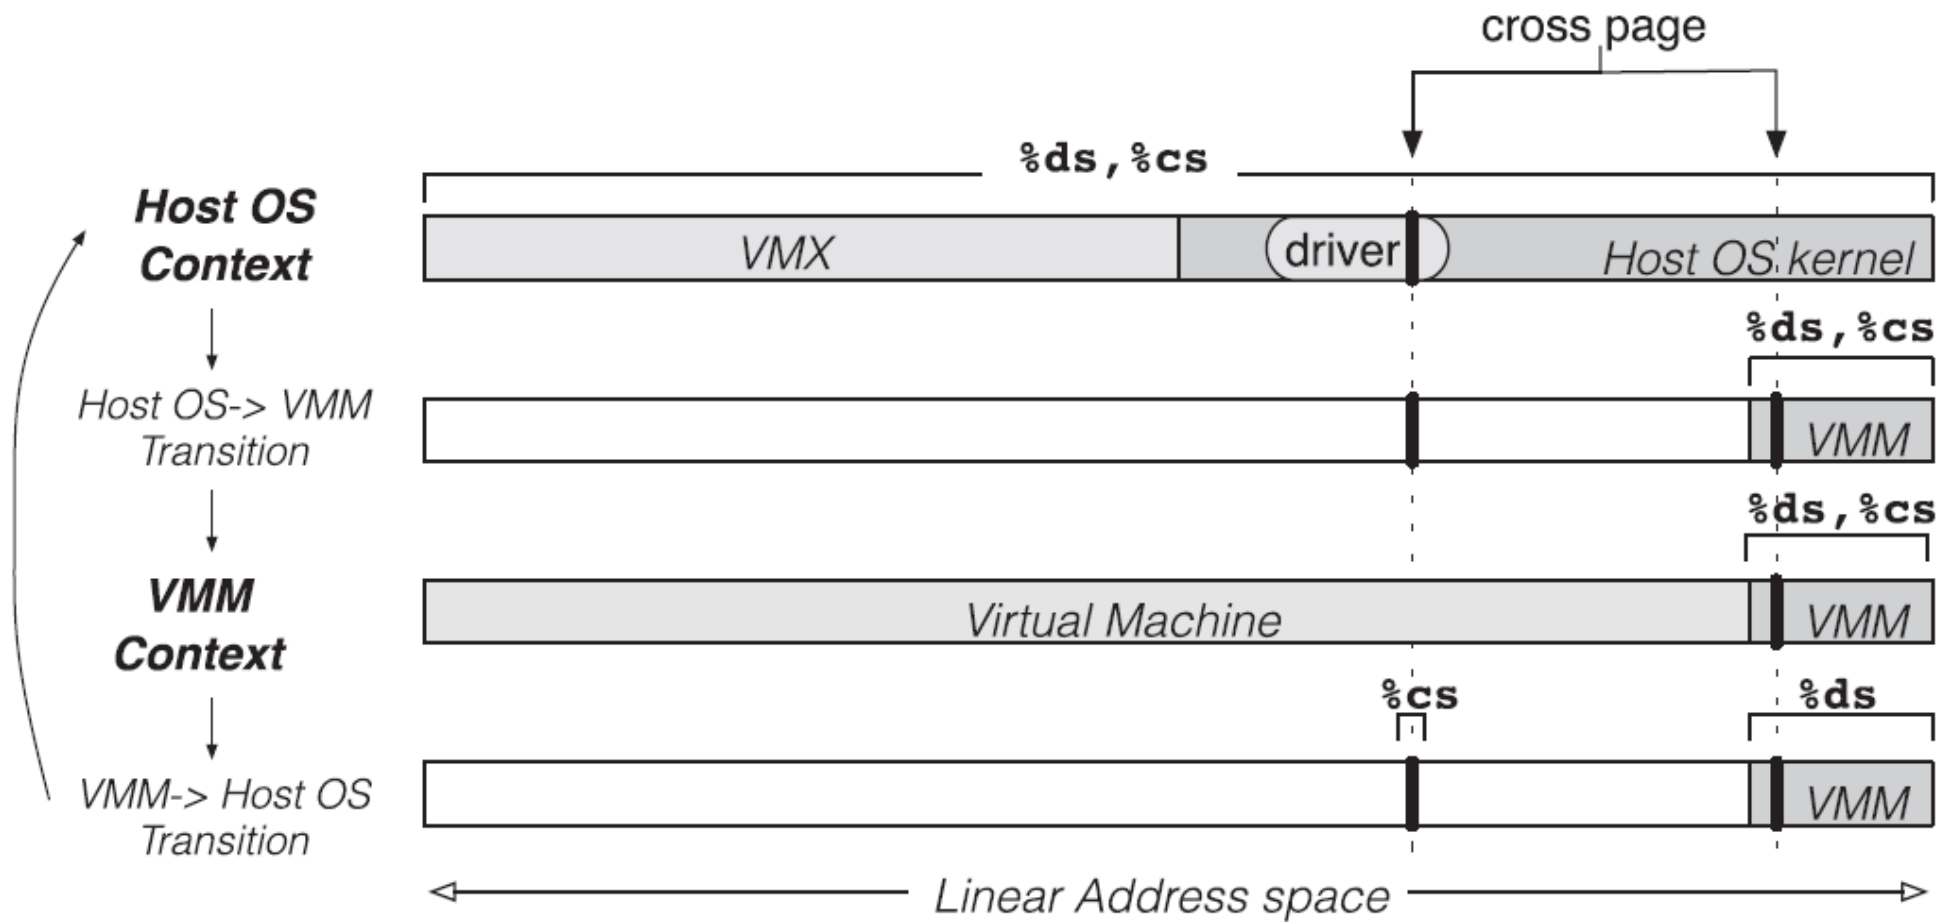 cross page
%ds,%cs
Host OS
Context
VMX
driver
Host OS kernel
%ds,%cs
Host OS-> VMM
Transition
VMM
%ds,%cs
VMM
Context
Virtual Machine
VMM
%cs
%ds
VMM-> Host OS
Transition
VMM
Linear Address space